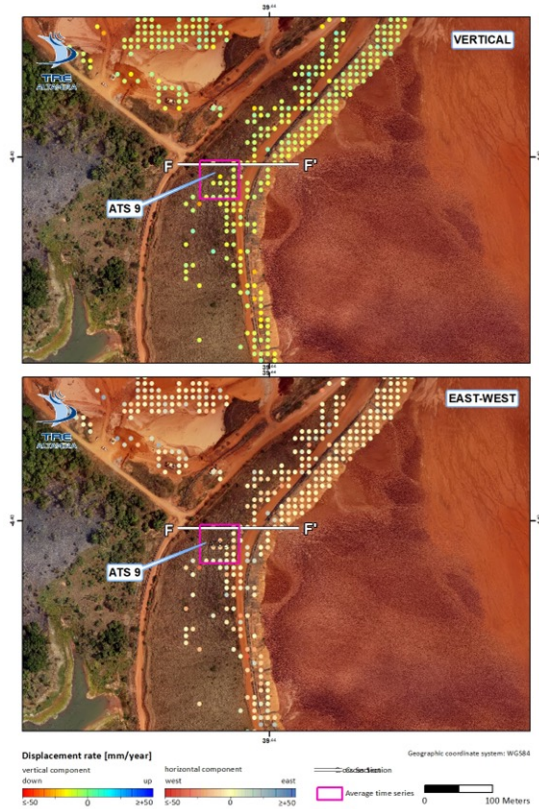 VERTICAL
TRE
ALTAMIRA
F
F'
ATS 9
EAST-WEST
TRE
ALTAMIRA
F
F'
ATS 9
Displacement rate [mm/year]
Geographic coordinate system: WGS84
vertical component
horizontal component
down
up
west
east
≤-50
0
≥+50
≤-50
0
≥+50
Average time series
0
100 Meters